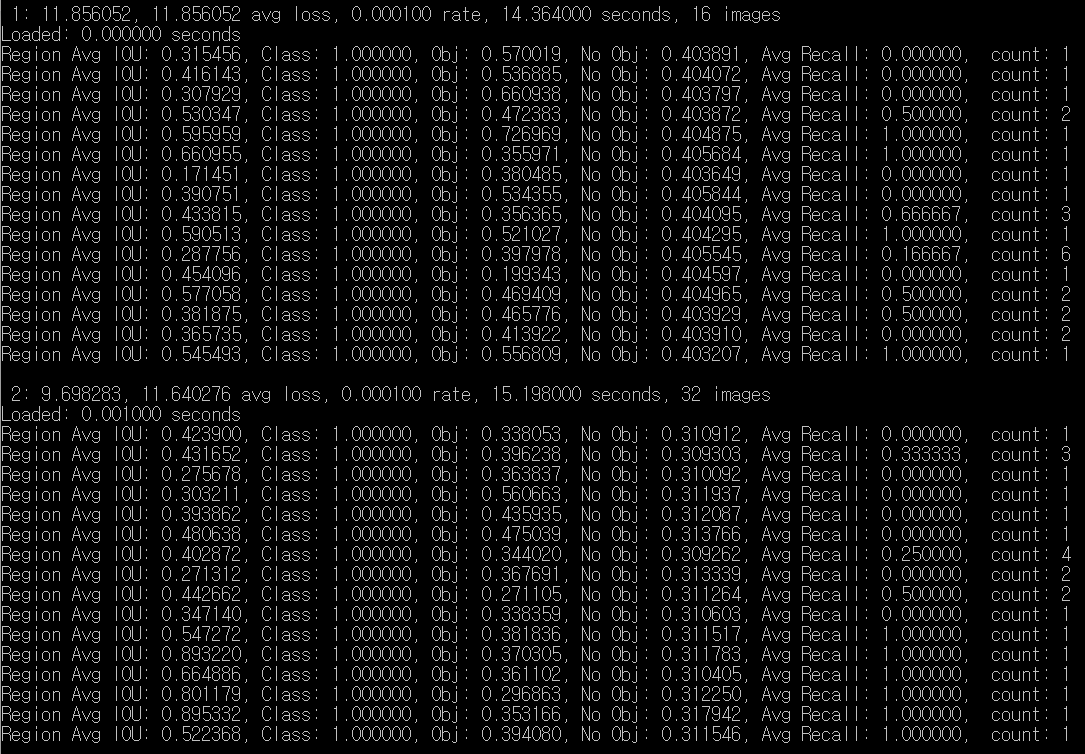 1: 11.856052, 11.856052 avg loss, 0.000100 rate, 14.364000 seconds, 16 images
Loaded: 0.000000 seconds
Region Avg IOU: 0.315456, Class: 1.000000, Obj: 0.570019, No Obj: 0.403891, Avg Recall: 0.000000, count: 1
Region Avg IOU: 0.416143, Class: 1.000000, Obj: 0.536885, No Obj: 0.404072, Avg Recall: 0.000000, count: 1
Region Avg IOU: 0.307929, Class: 1.000000, Obj: 0.660938, No Obj: 0.403797, Avg Recall: 0.000000, count: 1
Region Avg IOU: 0.530347, Class: 1.000000, Obj: 0.472383, No Obj: 0.403872, Avg Recall: 0.500000, count: 2
Region Avg IOU: 0.595959, Class: 1.000000, Obj: 0.726969, No Obj: 0.404875, Avg Recall: 1.000000, count: 1
Region Avg IOU: 0.660955, Class: 1.000000, Obj: 0.355971, No Obj: 0.405684, Avg Recall: 1.000000, count: 1
Region Avg IOU: 0.171451, Class: 1.000000, Obj: 0.380485, No Obj: 0.403649, Avg Recall: 0.000000, count: 1
Region Avg IOU: 0.390751, Class: 1.000000, Obj: 0.534355, No Obj: 0.405844, Avg Recall: 0.000000, count: 1
Region Avg IOU: 0.433815, Class: 1.000000, Obj: 0.356365, No Obj: 0.404095, Avg Recall: 0.666667, count: 3
Region Avg IOU: 0.590513, Class: 1.000000, Obj: 0.521027, No Obj: 0.404295, Avg Recall: 1.000000, count: 1
Region Avg IOU: 0.287756, Class: 1.000000, Obj: 0.397978, No Obj: 0.405545, Avg Recall: 0.166667, count: 6
Region Avg IOU: 0.454096, Class: 1.000000, Obj: 0.199343, No Obj: 0.404597, Avg Recall: 0.000000, count: 1
Region Avg IOU: 0.577058, Class: 1.000000, Obj: 0.469409, No Obj: 0.404965, Avg Recall: 0.500000, count: 2
Region Avg IOU: 0.381875, Class: 1.000000, Obj: 0.465776, No Obj: 0.403929, Avg Recall: 0.500000, count: 2
Region Avg IOU: 0.365735, Class: 1.000000, Obj: 0.413922, No Obj: 0.403910, Avg Recall: 0.000000, count: 2
Region Avg IOU: 0.545493, Class: 1.000000, Obj: 0.556809, No Obj: 0.403207, Avg Recall: 1.000000, count: 1
2: 9.698283, 11.640276 avg loss, 0.000100 rate, 15.198000 seconds, 32 images
Loaded: 0.001000 seconds
Region Avg IOU: 0.423900, Class: 1.000000, Obj: 0.338053, No Obj: 0.310912, Avg Recall: 0.000000, count: 1
Region Avg IOU: 0.431652, Class: 1.000000, Obj: 0.396238, No Obj: 0.309303, Avg Recall: 0.333333, count: 3
Region Avg IOU: 0.275678, Class: 1.000000, Obj: 0.363837, No Obj: 0.310092, Avg Recall: 0.000000, count: 1
Region Avg IOU: 0.303211, Class: 1.000000, Obj: 0.560663, No Obj: 0.311937, Avg Recall: 0.000000, count: 1
Region Avg IOU: 0.393862, Class: 1.000000, Obj: 0.435935, No Obj: 0.312087, Avg Recall: 0.000000, count: 1
Region Avg IOU: 0.480638, Class: 1.000000, Obj: 0.475039, No Obj: 0.313766, Avg Recall: 0.000000, count: 1
Region Avg IOU: 0.402872, Class: 1.000000, Obj: 0.344020, No Obj: 0.309262, Avg Recall: 0.250000, count: 4
Region Avg IOU: 0.271312, Class: 1.000000, Obj: 0.367691, No Obj: 0.313339, Avg Recall: 0.000000, count: 2
Region Avg IOU: 0.442662, Class: 1.000000, Obj: 0.271105, No Obj: 0.311264, Avg Recall: 0.500000, count: 2
Region Avg IOU: 0.347140, Class: 1.000000, Obj: 0.338359, No Obj: 0.310603, Avg Recall: 0.000000, count: 1
Region Avg IOU: 0.547272, Class: 1.000000, Obj: 0.381836, No Obj: 0.311517, Avg Recall: 1.000000, count: 1
Region Avg IOU: 0.893220, Class: 1.000000, Obj: 0.370305, No Obj: 0.311783, Avg Recall: 1.000000, count: 1
Region Avg IOU: 0.664886, Class: 1.000000, Obj: 0.361102, No Obj: 0.310405, Avg Recall: 1.000000, count: 1
Region Avg IOU: 0.801179, Class: 1.000000, Obj: 0.296863, No Obj: 0.312250, Avg Recall: 1.000000, count: 1
Region Avg IOU: 0.895332, Class: 1.000000, Obj: 0.353166, No Obj: 0.317942, Avg Recall: 1.000000, count: 1
Region Avg IOU: 0.522368, Class: 1.000000, Obj: 0.394080, No Obj: 0.311546, Avg Recall: 1.000000, count: 1